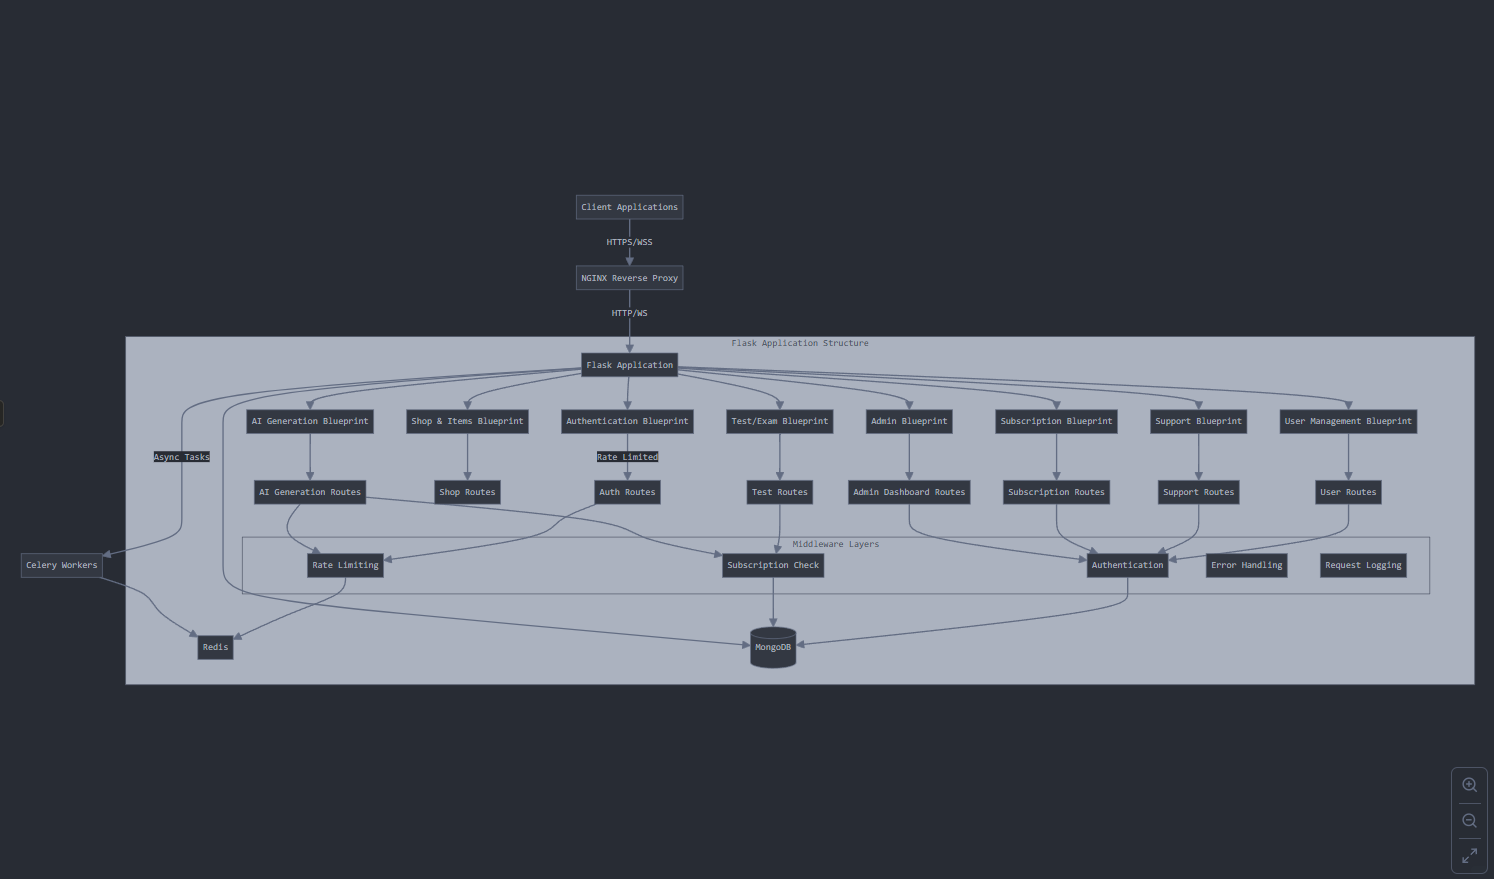 Client Applications
HTTPS/WSS
NGINX Reverse Proxy
HTTP/WS
Flask Application Structure
Flask Application
AI Generation Blueprint
Shop & Items Blueprint
Authentication Blueprint
Test/Exam Blueprint
Admin Blueprint
Subscription Blueprint
Support Blueprint
User Management Blueprint
Async Tasks
Rate Limited
AI Generation Routes
Shop Routes
Auth Routes
Test Routes
Admin Dashboard Routes
Subscription Routes
Support Routes
User Routes
Middleware Layers
Celery Workers
Rate Limiting
Subscription Check
Authentication
Error Handling
Request Logging
Redis
MongoDB